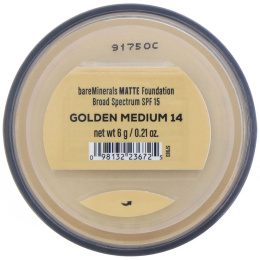 91750C
bareMinerals MATTE Foundation
Broad Spectrum SPF 15
GOLDEN MEDIUM 14
net wt 6 g / 0.21 oz.
0 98132 23672 5